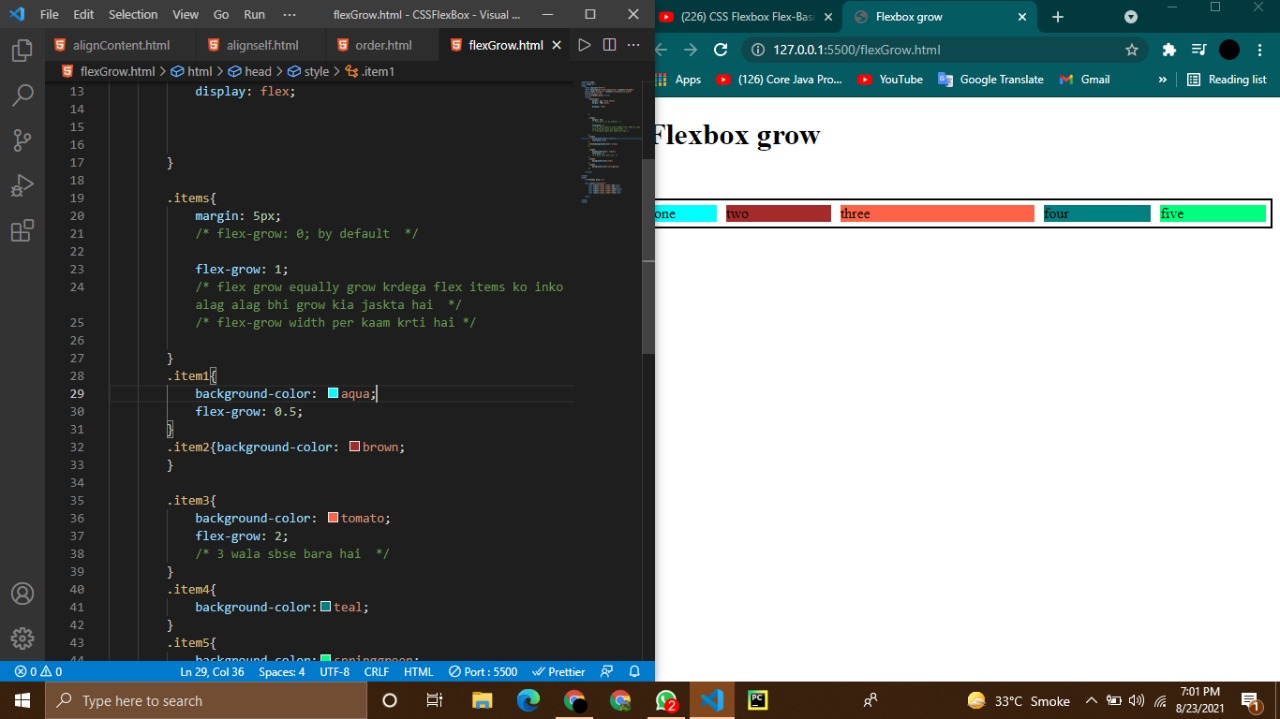 File Edit Selection View Go Run ··· flexGrow.html - CSSFlexBox - Visual ...
alignContent.html alignself.html order.html flexGrow.html
flexGrow.html > html > head > style > .item1
13 display: flex;
14
15
16
17 }
18
19 .items{
20 margin: 5px;
21 /* flex-grow: 0; by default */
22
23 flex-grow: 1;
24 /* flex grow equally grow krdega flex items ko inko
alag alag bhi grow kia jaskta hai */
25 /* flex-grow width per kaam krti hai */
26
27 }
28 .item1{
29 background-color: aqua;
30 flex-grow: 0.5;
31 }
32 .item2{background-color: brown;
33 }
34
35 .item3{
36 background-color: tomato;
37 flex-grow: 2;
38 /* 3 wala sbse bara hai */
39 }
40 .item4{
41 background-color: teal;
42 }
43 .item5{
44 background-color: springgreen;
0 0 Ln 29, Col 36 Spaces: 4 UTF-8 CRLF HTML Port : 5500 Prettier
(226) CSS Flexbox Flex-Bas Flexbox grow
127.0.0.1:5500/flexGrow.html
Apps (126) Core Java Pro... YouTube Google Translate Gmail » Reading list
Flexbox grow
one two three four five
Type here to search
2
PC
33°C Smoke
7:01 PM
8/23/2021
1